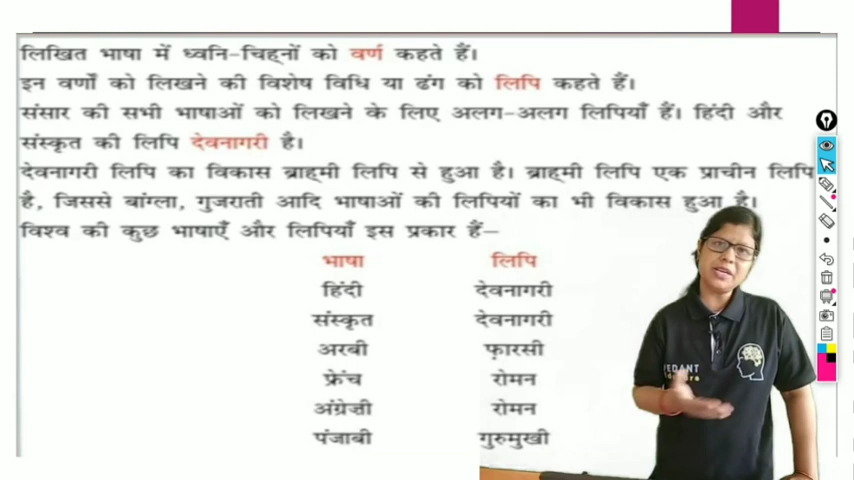 लिखित भाषा में ध्वनि-चिह्नों को वर्ण कहते हैं।
इन वर्णों को लिखने की विशेष विधि या ढंग को लिपि कहते हैं।
संसार की सभी भाषाओं को लिखने के लिए अलग-अलग लिपियाँ हैं। हिंदी और
संस्कृत की लिपि देवनागरी है।
देवनागरी लिपि का विकास ब्राह्मी लिपि से हुआ है। ब्राह्मी लिपि एक प्राचीन लिपि
है, जिससे बांग्ला, गुजराती आदि भाषाओं की लिपियों का भी विकास हुआ है।
विश्व की कुछ भाषाएँ और लिपियाँ इस प्रकार हैं–
भाषा लिपि
हिंदी देवनागरी
संस्कृत देवनागरी
अरबी फ़ारसी
फ्रेंच रोमन
अंग्रेज़ी रोमन
पंजाबी गुरुमुखी